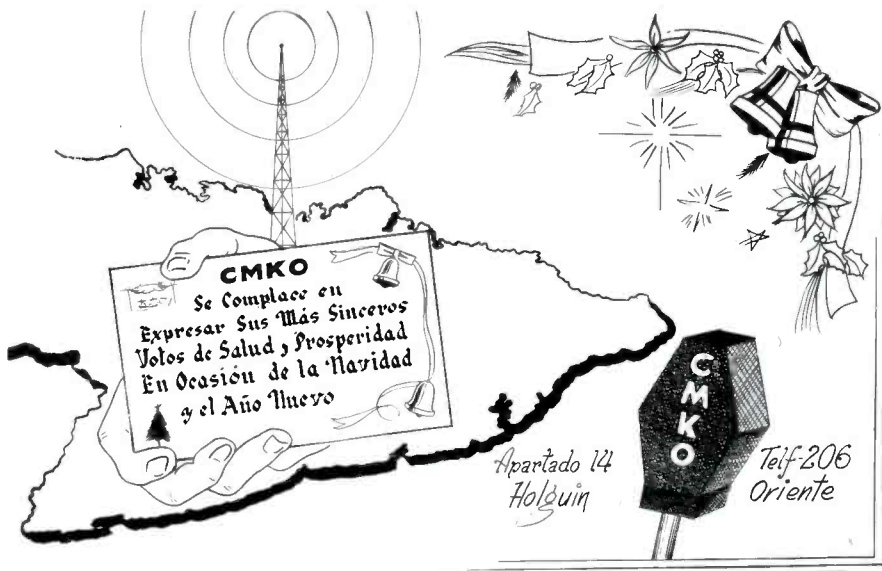 CMKO
Se Complace en
Expresar Sus Más Sinceros
Votos de Salud y Prosperidad
En Ocasión de la Navidad
y el Año Nuevo
CMKO
Apartado 14
Holguin
Telf-206
Oriente